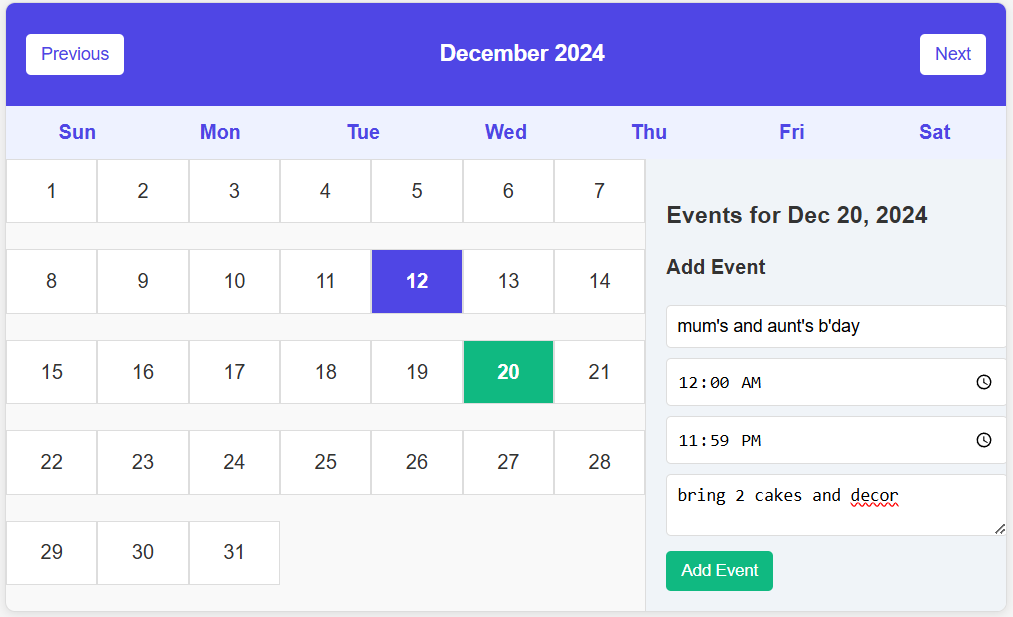 Previous December 2024 Next
Sun Mon Tue Wed Thu Fri Sat
1 2 3 4 5 6 7
8 9 10 11 12 13 14
15 16 17 18 19 20 21
22 23 24 25 26 27 28
29 30 31
Events for Dec 20, 2024
Add Event
mum's and aunt's b'day
12:00 AM
11:59 PM
bring 2 cakes and decor
Add Event